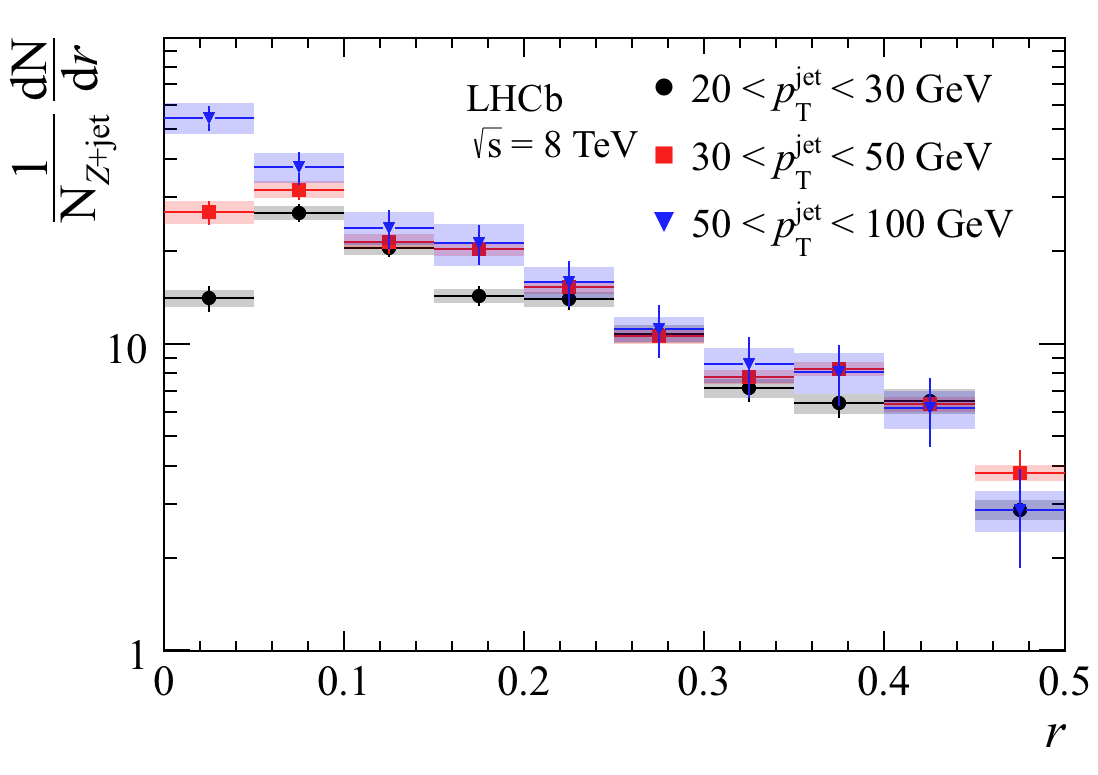 1 dN
N_{Z+jet} dr
LHCb
√s = 8 TeV
20 < p_T^{jet} < 30 GeV
30 < p_T^{jet} < 50 GeV
50 < p_T^{jet} < 100 GeV
10
1
0 0.1 0.2 0.3 0.4 0.5
r